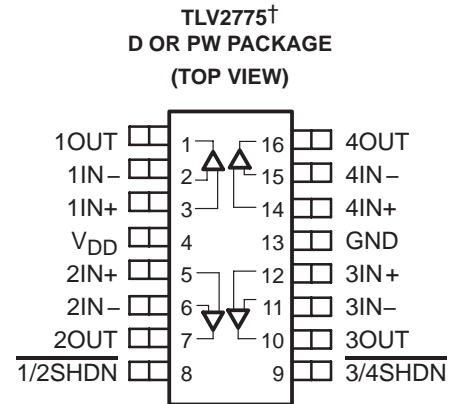 TLV2775†
D OR PW PACKAGE
(TOP VIEW)
1OUT 1 16 4OUT
1IN− 2 15 4IN−
1IN+ 3 14 4IN+
VDD 4 13 GND
2IN+ 5 12 3IN+
2IN− 6 11 3IN−
2OUT 7 10 3OUT
1/2SHDN 8 9 3/4SHDN